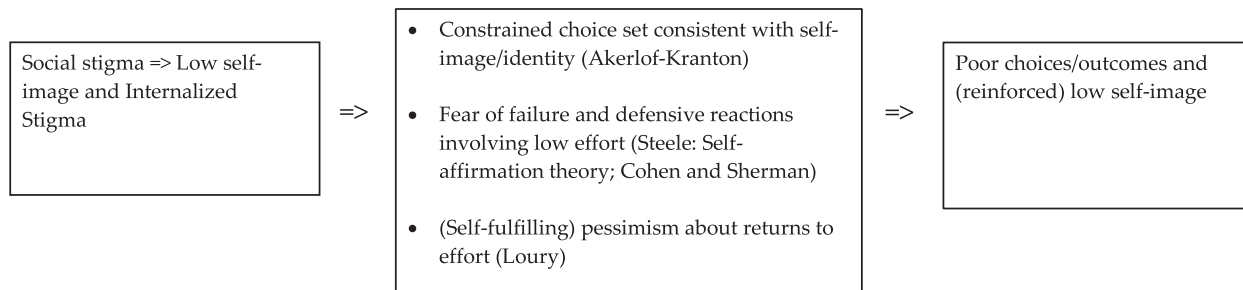 Social stigma => Low self-
image and Internalized
Stigma
=>
• Constrained choice set consistent with self-
image/identity (Akerlof-Kranton)
• Fear of failure and defensive reactions
involving low effort (Steele: Self-
affirmation theory; Cohen and Sherman)
• (Self-fulfilling) pessimism about returns to
effort (Loury)
=>
Poor choices/outcomes and
(reinforced) low self-image